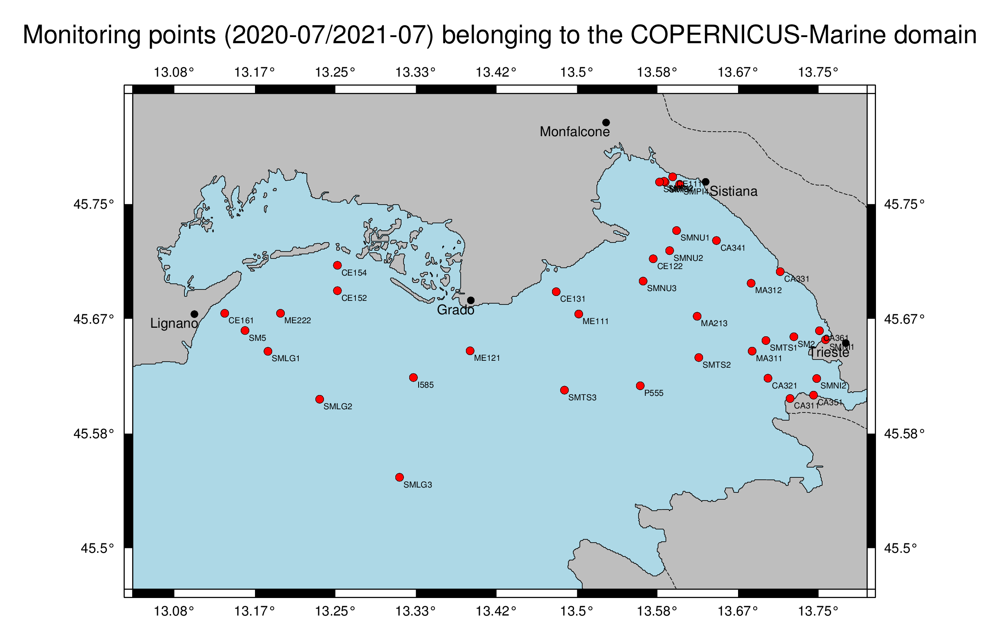 Monitoring points (2020-07/2021-07) belonging to the COPERNICUS-Marine domain
13.08° 13.17° 13.25° 13.33° 13.42° 13.5° 13.58° 13.67° 13.75°
Monfalcone
CE111
SMPI4
Sistiana
45.75° 45.75°
SMNU1
CA341
SMNU2
CE122
CE154
CA331
SMNU3
MA312
CE152
CE131
Grado
45.67° 45.67°
CE161
ME222
ME111
MA213
Lignano
SM5
CA361
SM2
SMNI1
SMTS1
Trieste
SMLG1
ME121
MA311
SMTS2
I585
CA321
SMNI2
P555
SMTS3
CA351
CA311
SMLG2
45.58° 45.58°
SMLG3
45.5° 45.5°
13.08° 13.17° 13.25° 13.33° 13.42° 13.5° 13.58° 13.67° 13.75°